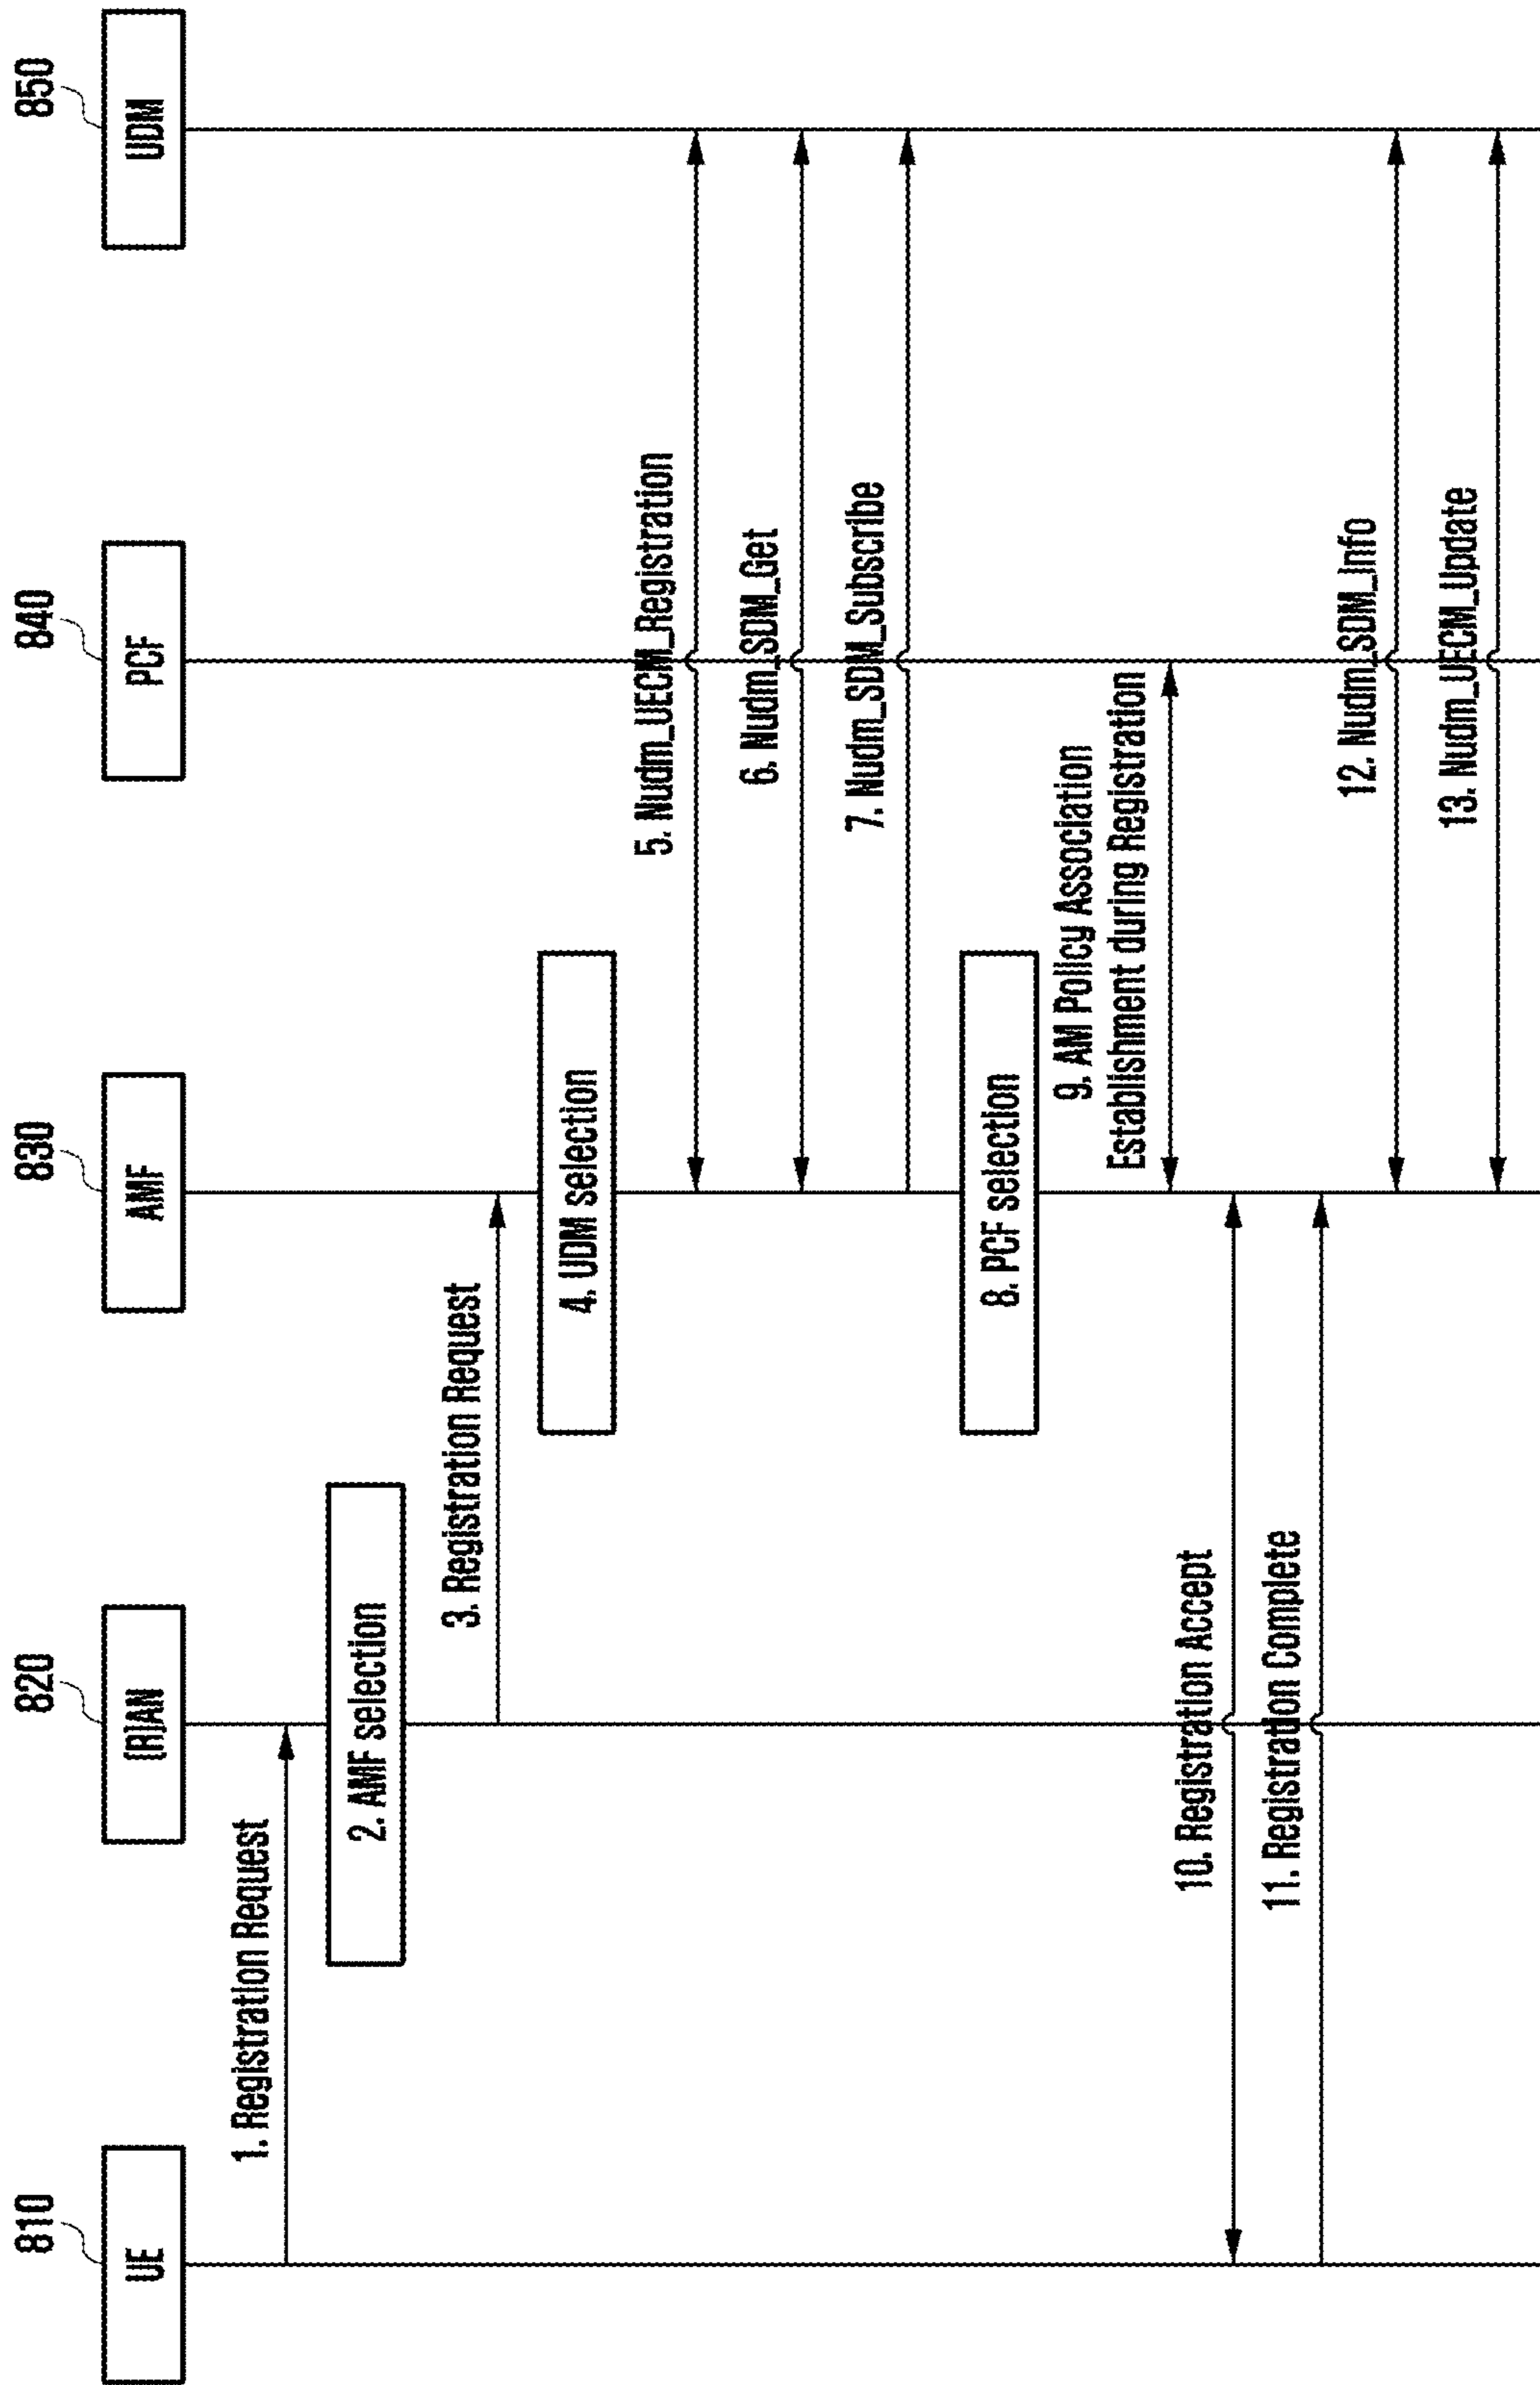 810
820
830
840
850
UE
[R]AN
AMF
PCF
UDM
1. Registration Request
2. AMF selection
3. Registration Request
4. UDM selection
5. Nudm_UECM_Registration
6. Nudm_SDM_Get
7. Nudm_SDM_Subscribe
8. PCF selection
9. AM Policy Association
Establishment during Registration
10. Registration Accept
11. Registration Complete
12. Nudm_SDM_Info
13. Nudm_UECM_Update